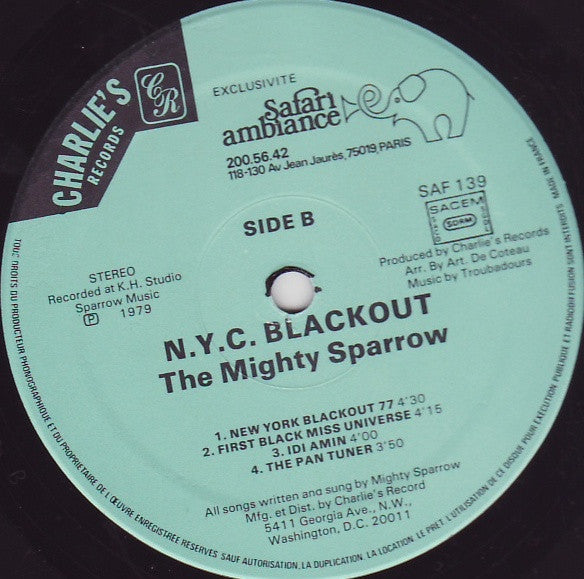 CHARLIE'S
RECORDS
CR
EXCLUSIVITE
Safari
ambiance
200.56.42
118-130 Av Jean Jaurès, 75019, PARIS
SAF 139
SACEM
SDRM
SIDE B
STEREO
Recorded at K.H. Studio
Sparrow Music
Ⓟ 1979
Produced by Charlie's Records
Arr. By Art. De Coteau
Music by Troubadours
N.Y.C. BLACKOUT
The Mighty Sparrow
1. NEW YORK BLACKOUT 77 4'30
2. FIRST BLACK MISS UNIVERSE 4'15
3. IDI AMIN 4'00
4. THE PAN TUNER 3'50
All songs written and sung by Mighty Sparrow
Mfg. et Dist. by Charlie's Record
5411 Georgia Ave., N.W.
Washington, D.C. 20011
TOUS DROITS DU PRODUCTEUR PHONOGRAPHIQUE ET DU PROPRIETAIRE DE L'ŒUVRE ENREGISTREE RESERVES SAUF AUTORISATION, LA DUPLICATION, LA LOCATION, LE PRET, L'UTILISATION DE CE DISQUE POUR EXECUTION PUBLIQUE ET RADIODIFFUSION SONT INTERDITS MADE IN FRANCE